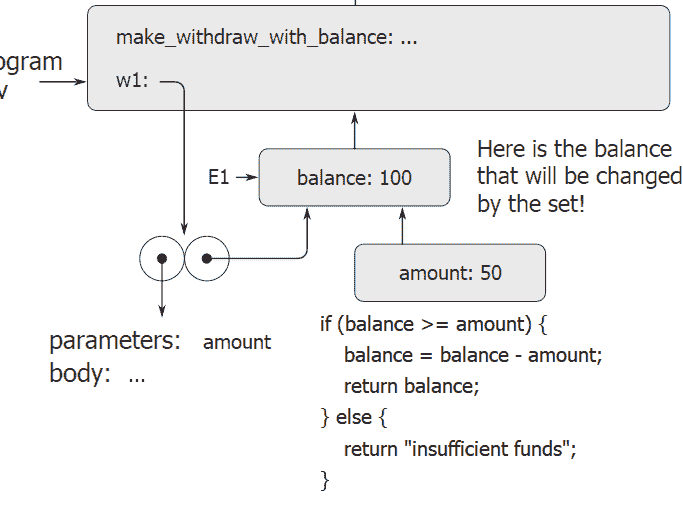 make_withdraw_with_balance: ...
ogram
w1:
E1
balance: 100
Here is the balance
that will be changed
by the set!
amount: 50
parameters: amount
body: ...
if (balance >= amount) {
balance = balance - amount;
return balance;
} else {
return "insufficient funds";
}